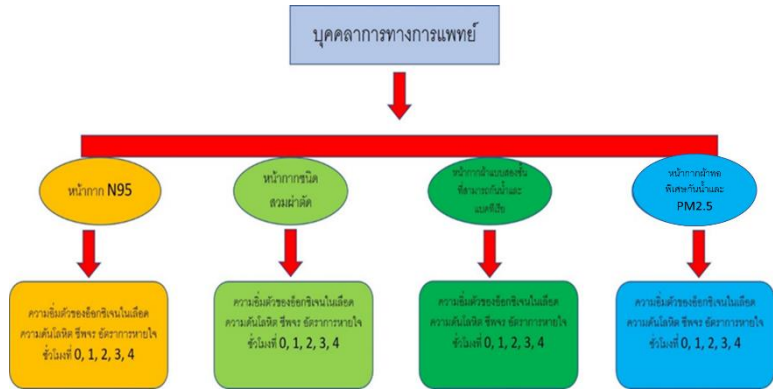 บุคคลาการทางการแพทย์
หน้ากาก N95
หน้ากากชนิด
สวมผ่าตัด
หน้ากากผ้าแบบสองชั้น
ที่สามารถกันน้ำและ
แบคทีเรีย
หน้ากากผ้าทอ
พิเศษกันน้ำและ
PM2.5
ความอิ่มตัวของอ็อกซิเจนในเลือด
ความดันโลหิต ชีพจร อัตราการหายใจ
ชั่วโมงที่ 0, 1, 2, 3, 4
ความอิ่มตัวของอ็อกซิเจนในเลือด
ความดันโลหิต ชีพจร อัตราการหายใจ
ชั่วโมงที่ 0, 1, 2, 3, 4
ความอิ่มตัวของอ็อกซิเจนในเลือด
ความดันโลหิต ชีพจร อัตราการหายใจ
ชั่วโมงที่ 0, 1, 2, 3, 4
ความอิ่มตัวของอ็อกซิเจนในเลือด
ความดันโลหิต ชีพจร อัตราการหายใจ
ชั่วโมงที่ 0, 1, 2, 3, 4